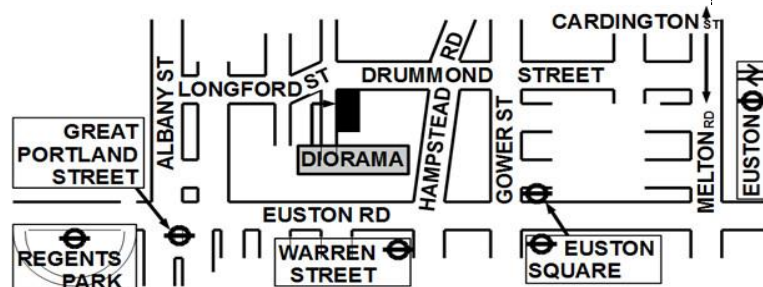 CARDINGTON ST
ALBANY ST
LONGFORD ST
DRUMMOND STREET
HAMPSTEAD RD
GOWER ST
MELTON RD
EUSTON
GREAT
PORTLAND
STREET
DIORAMA
EUSTON RD
REGENTS
PARK
WARREN
STREET
EUSTON
SQUARE